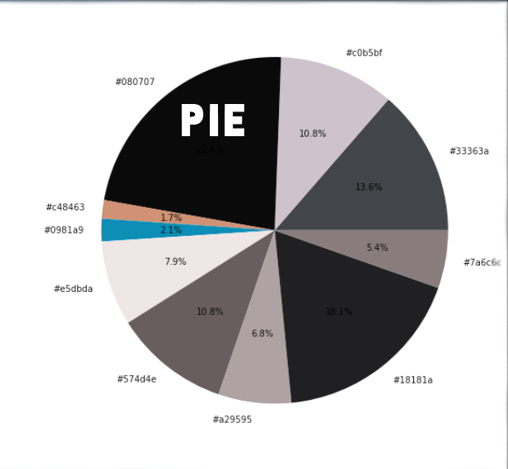 #c0b5bf
#080707
PIE
10.8%
#33363a
13.6%
#c48463
1.7%
#0981a9
2.1%
5.4%
7.9%
#e5dbda
10.8%
18.1%
6.8%
#574d4e
#18181a
#a29595